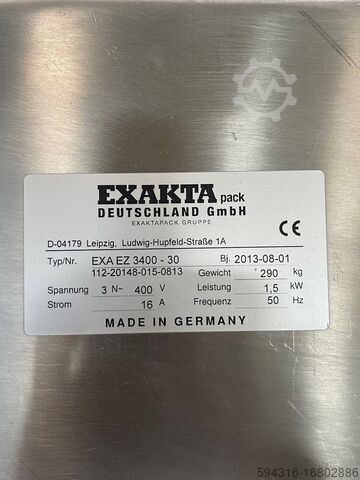 EXAKTA pack
DEUTSCHLAND GmbH
EXAKTAPACK GRUPPE
CE
D-04179 Leipzig, Ludwig-Hupfeld-Straße 1A
Typ/Nr. EXA EZ 3400 - 30 Bj. 2013-08-01
112-20148-015-0813 Gewicht 290 kg
Spannung 3 N~ 400 V Leistung 1,5 kW
Strom 16 A Frequenz 50 Hz
MADE IN GERMANY
594316-16802886